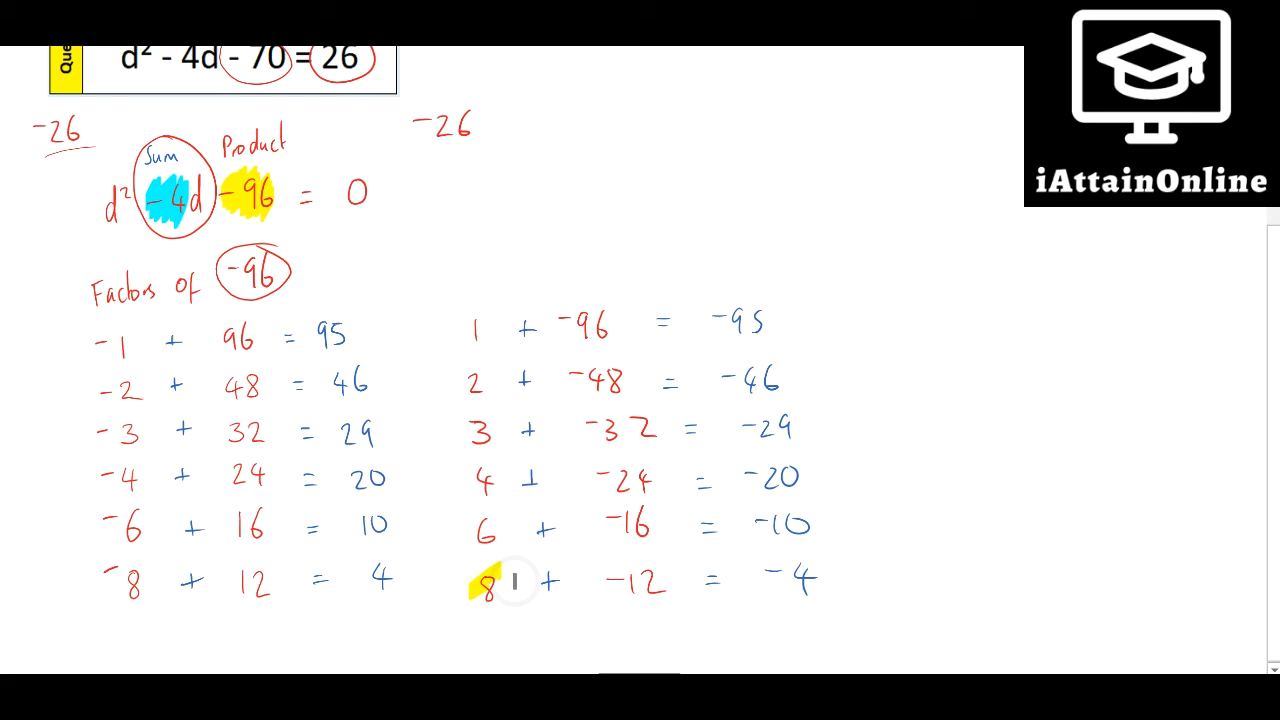 Que
d² - 4d - 70 = 26
-26 -26
Sum Product
d² - 4d - 96 = 0
Factors of -96
-1 + 96 = 95 1 + -96 = -95
-2 + 48 = 46 2 + -48 = -46
-3 + 32 = 29 3 + -32 = -29
-4 + 24 = 20 4 + -24 = -20
-6 + 16 = 10 6 + -16 = -10
-8 + 12 = 4 8 + -12 = -4
iAttainOnline